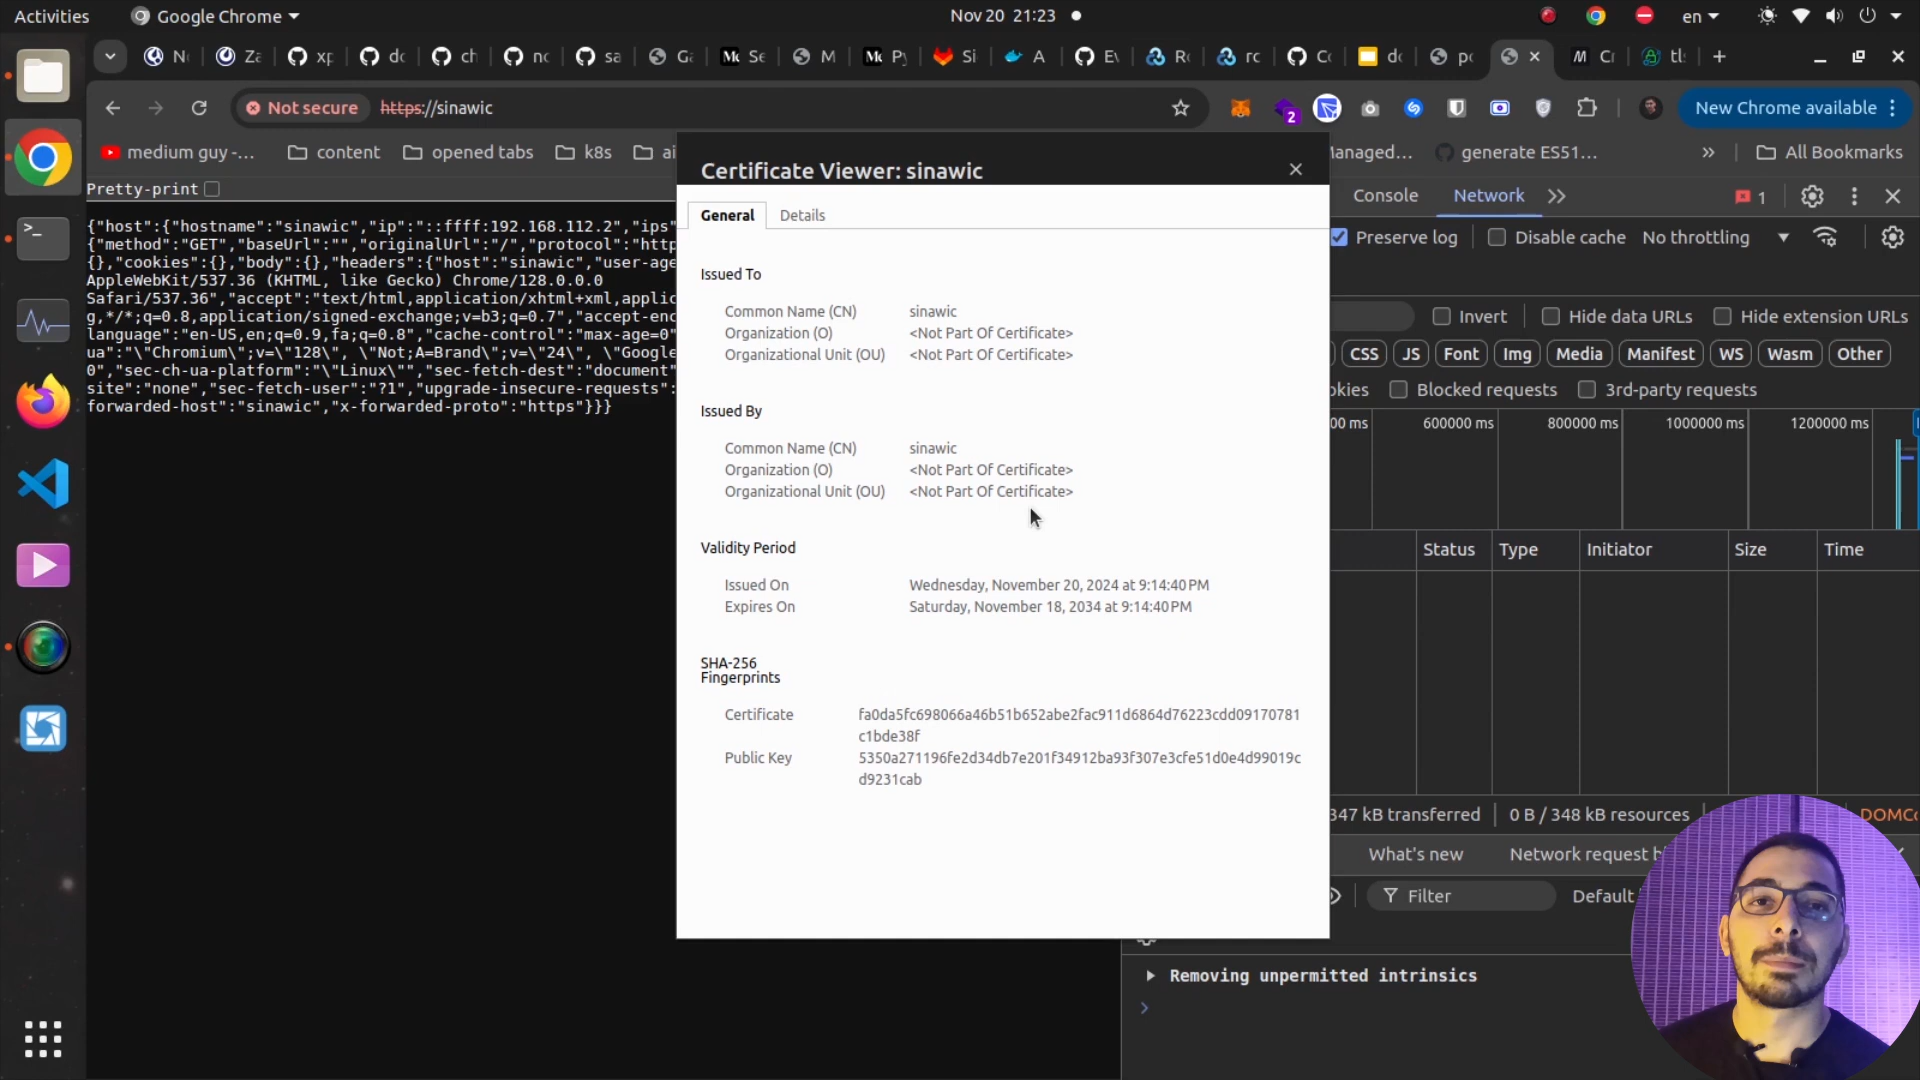 Activities
Google Chrome
Nov 20 21:23
en
Not secure
https://sinawic
2
New Chrome available
medium guy -...
content
opened tabs
k8s
ai
Managed...
generate ES51...
»
All Bookmarks
Pretty-print
{"host":{"hostname":"sinawic","ip":"::ffff:192.168.112.2","ips"
{"method":"GET","baseUrl":"","originalUrl":"/","protocol":"http
{},"cookies":{},"body":{},"headers":{"host":"sinawic","user-age
AppleWebKit/537.36 (KHTML, like Gecko) Chrome/128.0.0.0
Safari/537.36","accept":"text/html,application/xhtml+xml,applic
g,*/*;q=0.8,application/signed-exchange;v=b3;q=0.7","accept-enc
language":"en-US,en;q=0.9,fa;q=0.8","cache-control":"max-age=0"
ua":"\"Chromium\";v=\"128\", \"Not;A=Brand\";v=\"24\", \"Google
0","sec-ch-ua-platform":"\"Linux\"","sec-fetch-dest":"document"
site":"none","sec-fetch-user":"?1","upgrade-insecure-requests":
forwarded-host":"sinawic","x-forwarded-proto":"https"}}}
Certificate Viewer: sinawic
General
Details
Issued To
Common Name (CN) sinawic
Organization (O) <Not Part Of Certificate>
Organizational Unit (OU) <Not Part Of Certificate>
Issued By
Common Name (CN) sinawic
Organization (O) <Not Part Of Certificate>
Organizational Unit (OU) <Not Part Of Certificate>
Validity Period
Issued On Wednesday, November 20, 2024 at 9:14:40 PM
Expires On Saturday, November 18, 2034 at 9:14:40 PM
SHA-256
Fingerprints
Certificate fa0da5fc698066a46b51b652abe2fac911d6864d76223cdd09170781
c1bde38f
Public Key 5350a271196fe2d34db7e201f34912ba93f307e3cfe51d0e4d99019c
d9231cab
Console
Network
1
Preserve log
Disable cache
No throttling
Invert
Hide data URLs
Hide extension URLs
CSS
JS
Font
Img
Media
Manifest
WS
Wasm
Other
okies
Blocked requests
3rd-party requests
00 ms
600000 ms
800000 ms
1000000 ms
1200000 ms
Status
Type
Initiator
Size
Time
347 kB transferred
0 B / 348 kB resources
DOMCo
What's new
Network request b
Filter
Default
Removing unpermitted intrinsics